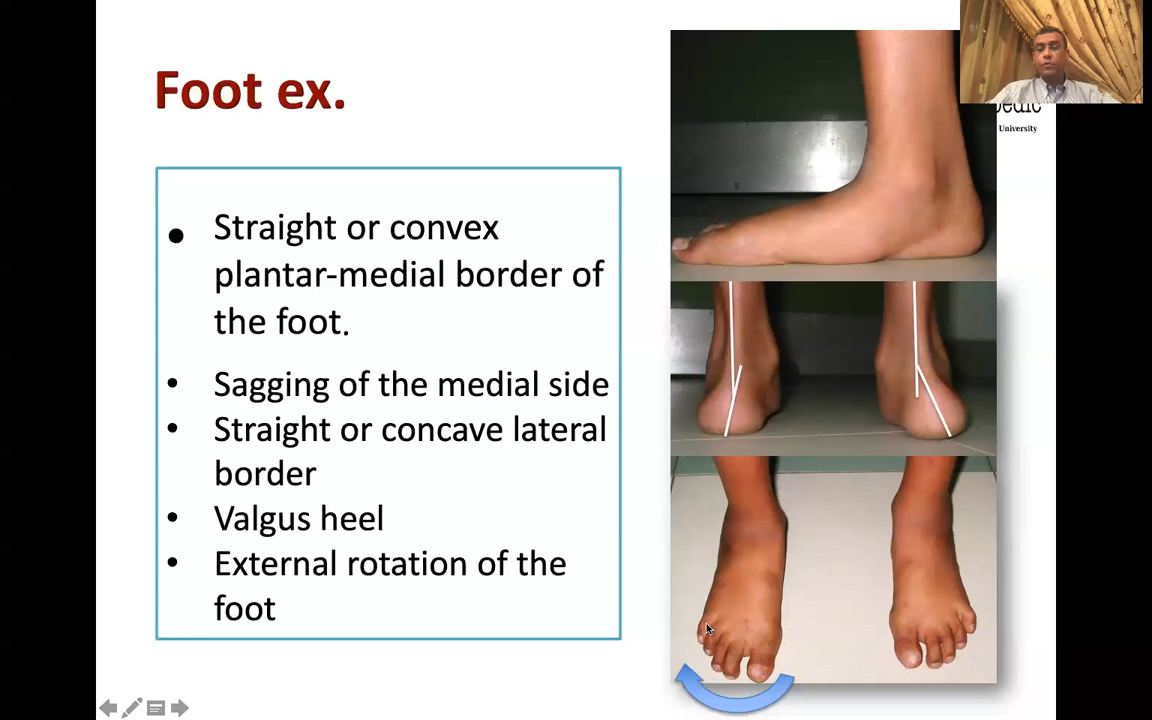 Foot ex.
University
• Straight or convex
plantar-medial border of
the foot.
• Sagging of the medial side
• Straight or concave lateral
border
• Valgus heel
• External rotation of the
foot